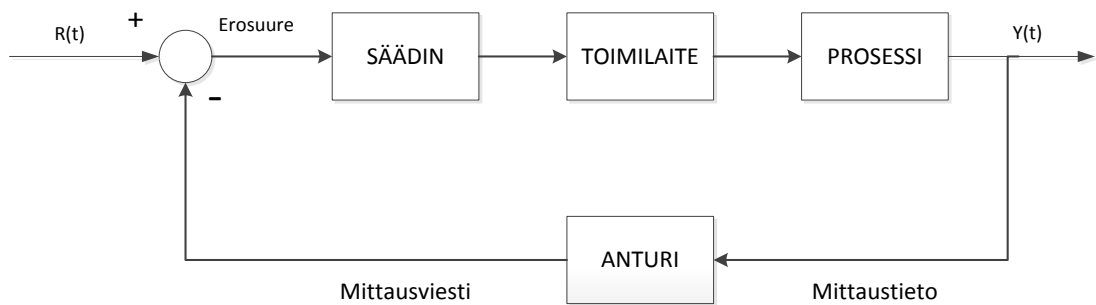 R(t)
+
Erosuure
SÄÄDIN
TOIMILAITE
PROSESSI
Y(t)
-
ANTURI
Mittausviesti
Mittaustieto